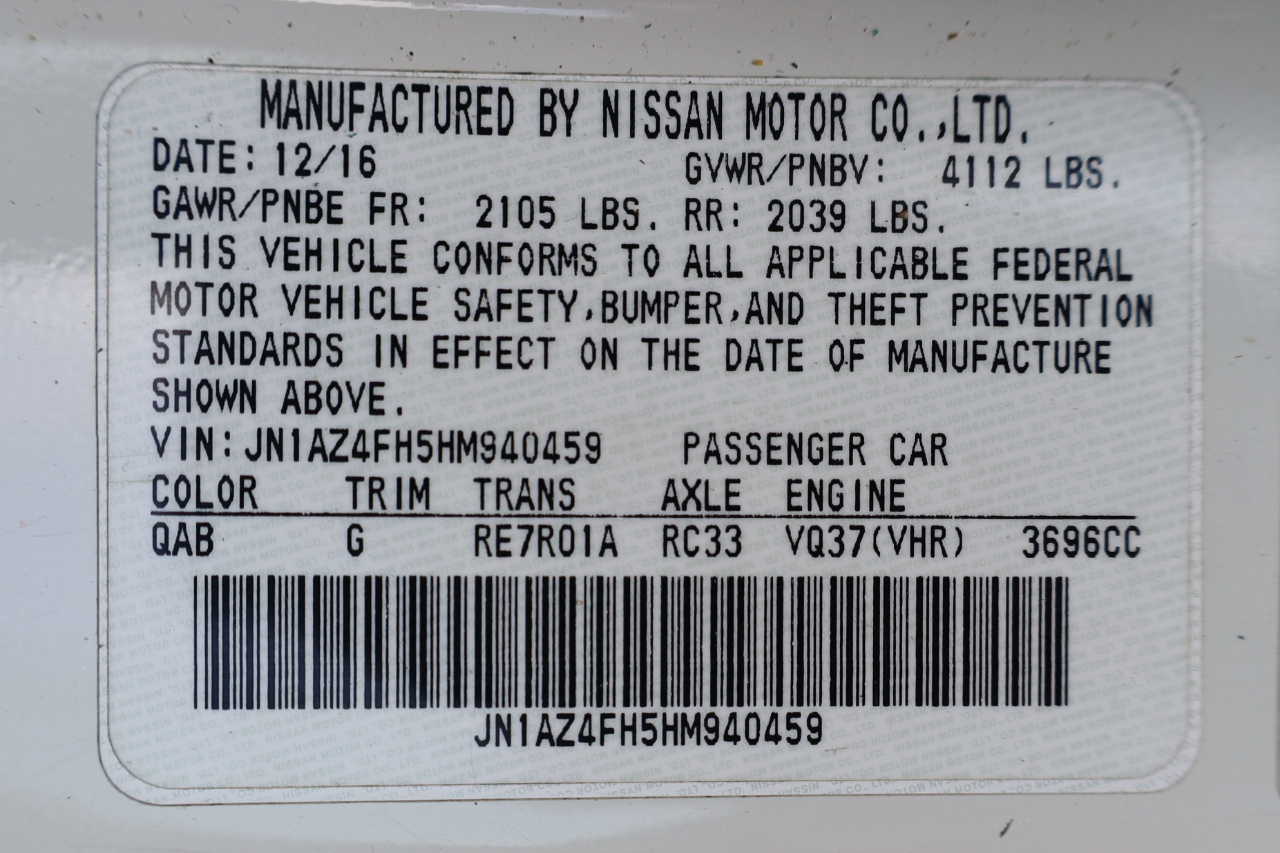 MANUFACTURED BY NISSAN MOTOR CO.,LTD.
DATE: 12/16 GVWR/PNBV: 4112 LBS.
GAWR/PNBE FR: 2105 LBS. RR: 2039 LBS.
THIS VEHICLE CONFORMS TO ALL APPLICABLE FEDERAL
MOTOR VEHICLE SAFETY,BUMPER,AND THEFT PREVENTION
STANDARDS IN EFFECT ON THE DATE OF MANUFACTURE
SHOWN ABOVE.
VIN:JN1AZ4FH5HM940459 PASSENGER CAR
COLOR TRIM TRANS AXLE ENGINE
QAB G RE7R01A RC33 VQ37(VHR) 3696CC
JN1AZ4FH5HM940459